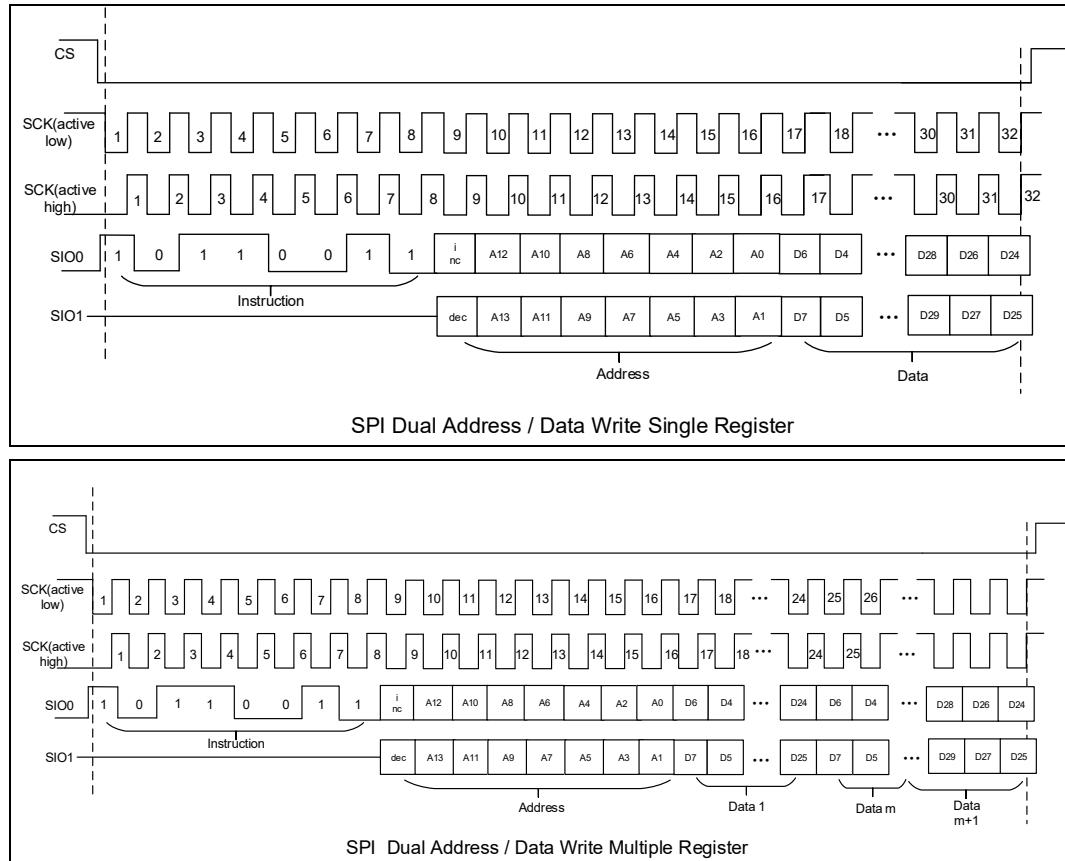 CS
SCK(active low) 1 2 3 4 5 6 7 8 9 10 11 12 13 14 15 16 17 18 ••• 30 31 32
SCK(active high) 1 2 3 4 5 6 7 8 9 10 11 12 13 14 15 16 17 ••• 30 31 32
SIO0 1 0 1 1 0 0 1 1 i nc A12 A10 A8 A6 A4 A2 A0 D6 D4 ••• D28 D26 D24
Instruction
SIO1 dec A13 A11 A9 A7 A5 A3 A1 D7 D5 ••• D29 D27 D25
Address Data
SPI Dual Address / Data Write Single Register
CS
SCK(active low) 1 2 3 4 5 6 7 8 9 10 11 12 13 14 15 16 17 18 ••• 24 25 26 •••
SCK(active high) 1 2 3 4 5 6 7 8 9 10 11 12 13 14 15 16 17 18 ••• 24 25 •••
SIO0 1 0 1 1 0 0 1 1 i nc A12 A10 A8 A6 A4 A2 A0 D6 D4 ••• D24 D6 D4 ••• D28 D26 D24
Instruction
SIO1 dec A13 A11 A9 A7 A5 A3 A1 D7 D5 ••• D25 D7 D5 ••• D29 D27 D25
Address Data 1 Data m Data m+1
SPI Dual Address / Data Write Multiple Register